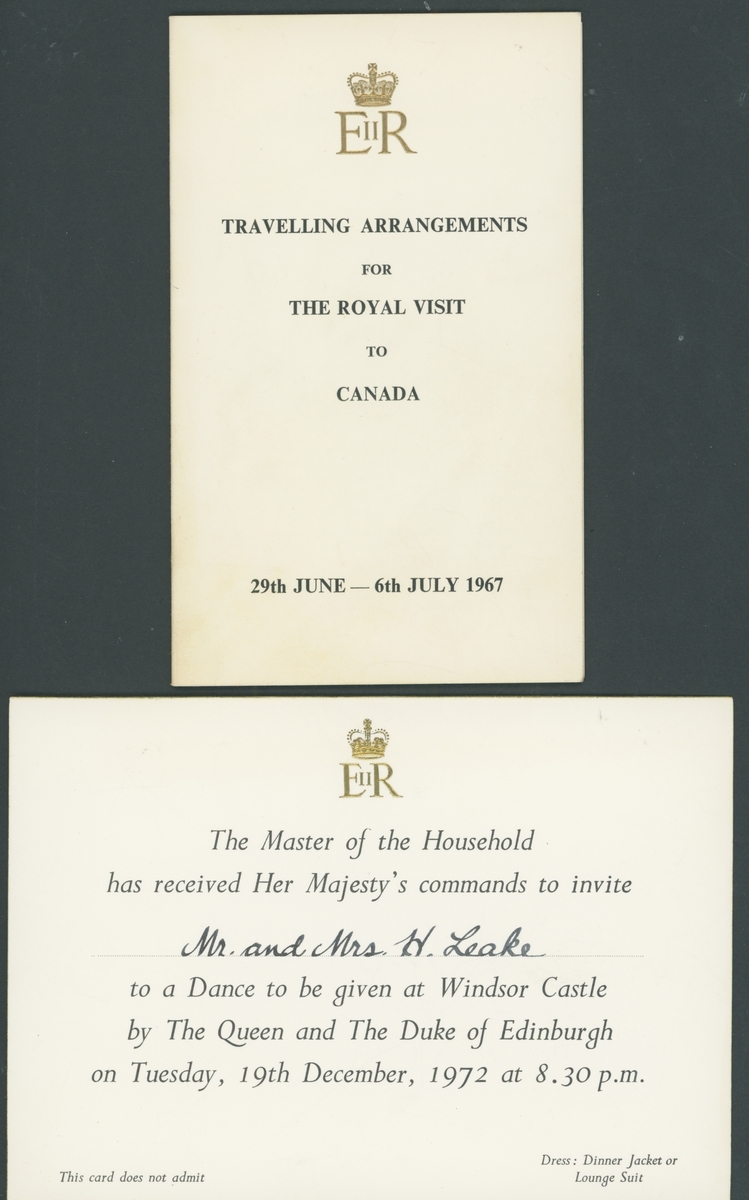 EIIR
TRAVELLING ARRANGEMENTS
FOR
THE ROYAL VISIT
TO
CANADA
29th JUNE — 6th JULY 1967
EIIR
The Master of the Household
has received Her Majesty's commands to invite
Mr. and Mrs. H. Leake
to a Dance to be given at Windsor Castle
by The Queen and The Duke of Edinburgh
on Tuesday, 19th December, 1972 at 8.30 p.m.
This card does not admit
Dress: Dinner Jacket or
Lounge Suit